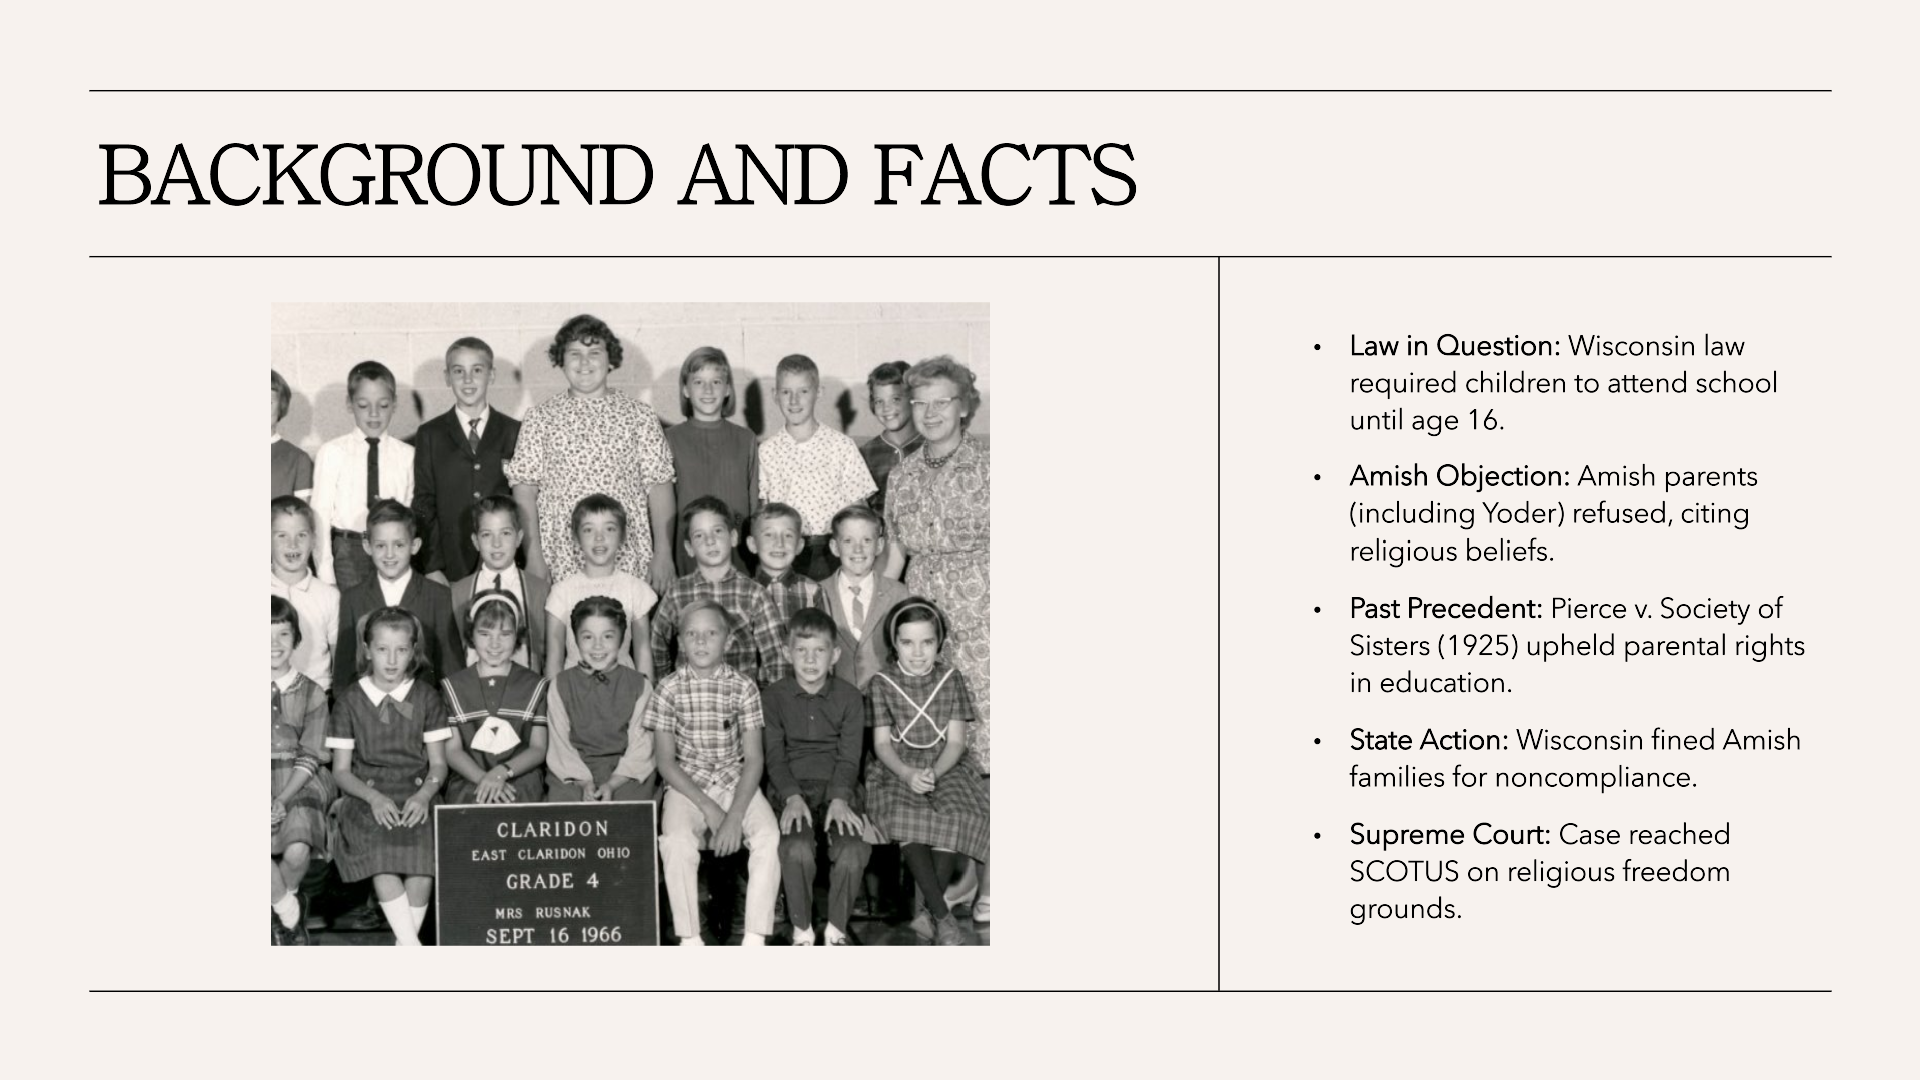 BACKGROUND AND FACTS
CLARIDON
EAST CLARIDON OHIO
GRADE 4
MRS RUSNAK
SEPT 16 1966
• Law in Question: Wisconsin law
required children to attend school
until age 16.
• Amish Objection: Amish parents
(including Yoder) refused, citing
religious beliefs.
• Past Precedent: Pierce v. Society of
Sisters (1925) upheld parental rights
in education.
• State Action: Wisconsin fined Amish
families for noncompliance.
• Supreme Court: Case reached
SCOTUS on religious freedom
grounds.